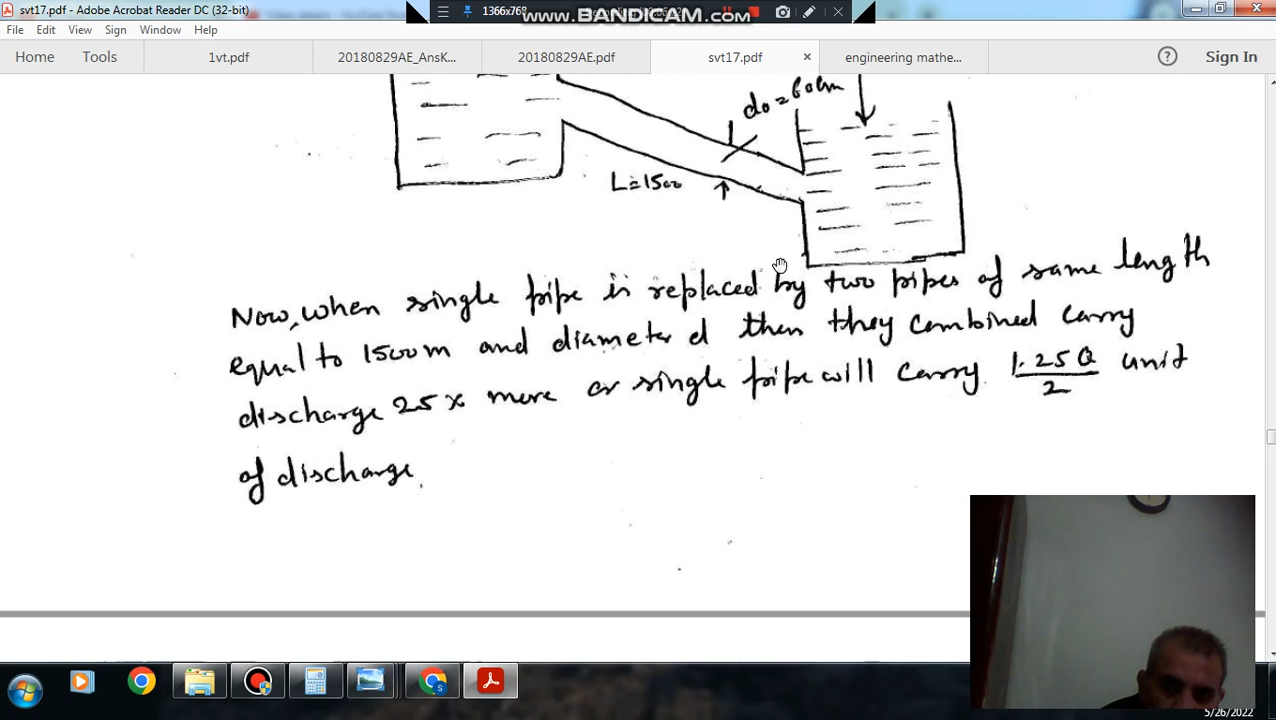 svt17.pdf - Adobe Acrobat Reader DC (32-bit)
1366x768
www.BANDICAM.com
File Edit View Sign Window Help
Home Tools 1vt.pdf 20180829AE_AnsK... 20180829AE.pdf svt17.pdf × engineering mathe... Sign In
do = 60cm
L = 1500
Now, when single pipe is replaced by two pipes of same length
equal to 1500m and diameter d then they combined carry
discharge 25% more or single pipe will carry 1.25Q/2 unit
of discharge.
5/26/2022